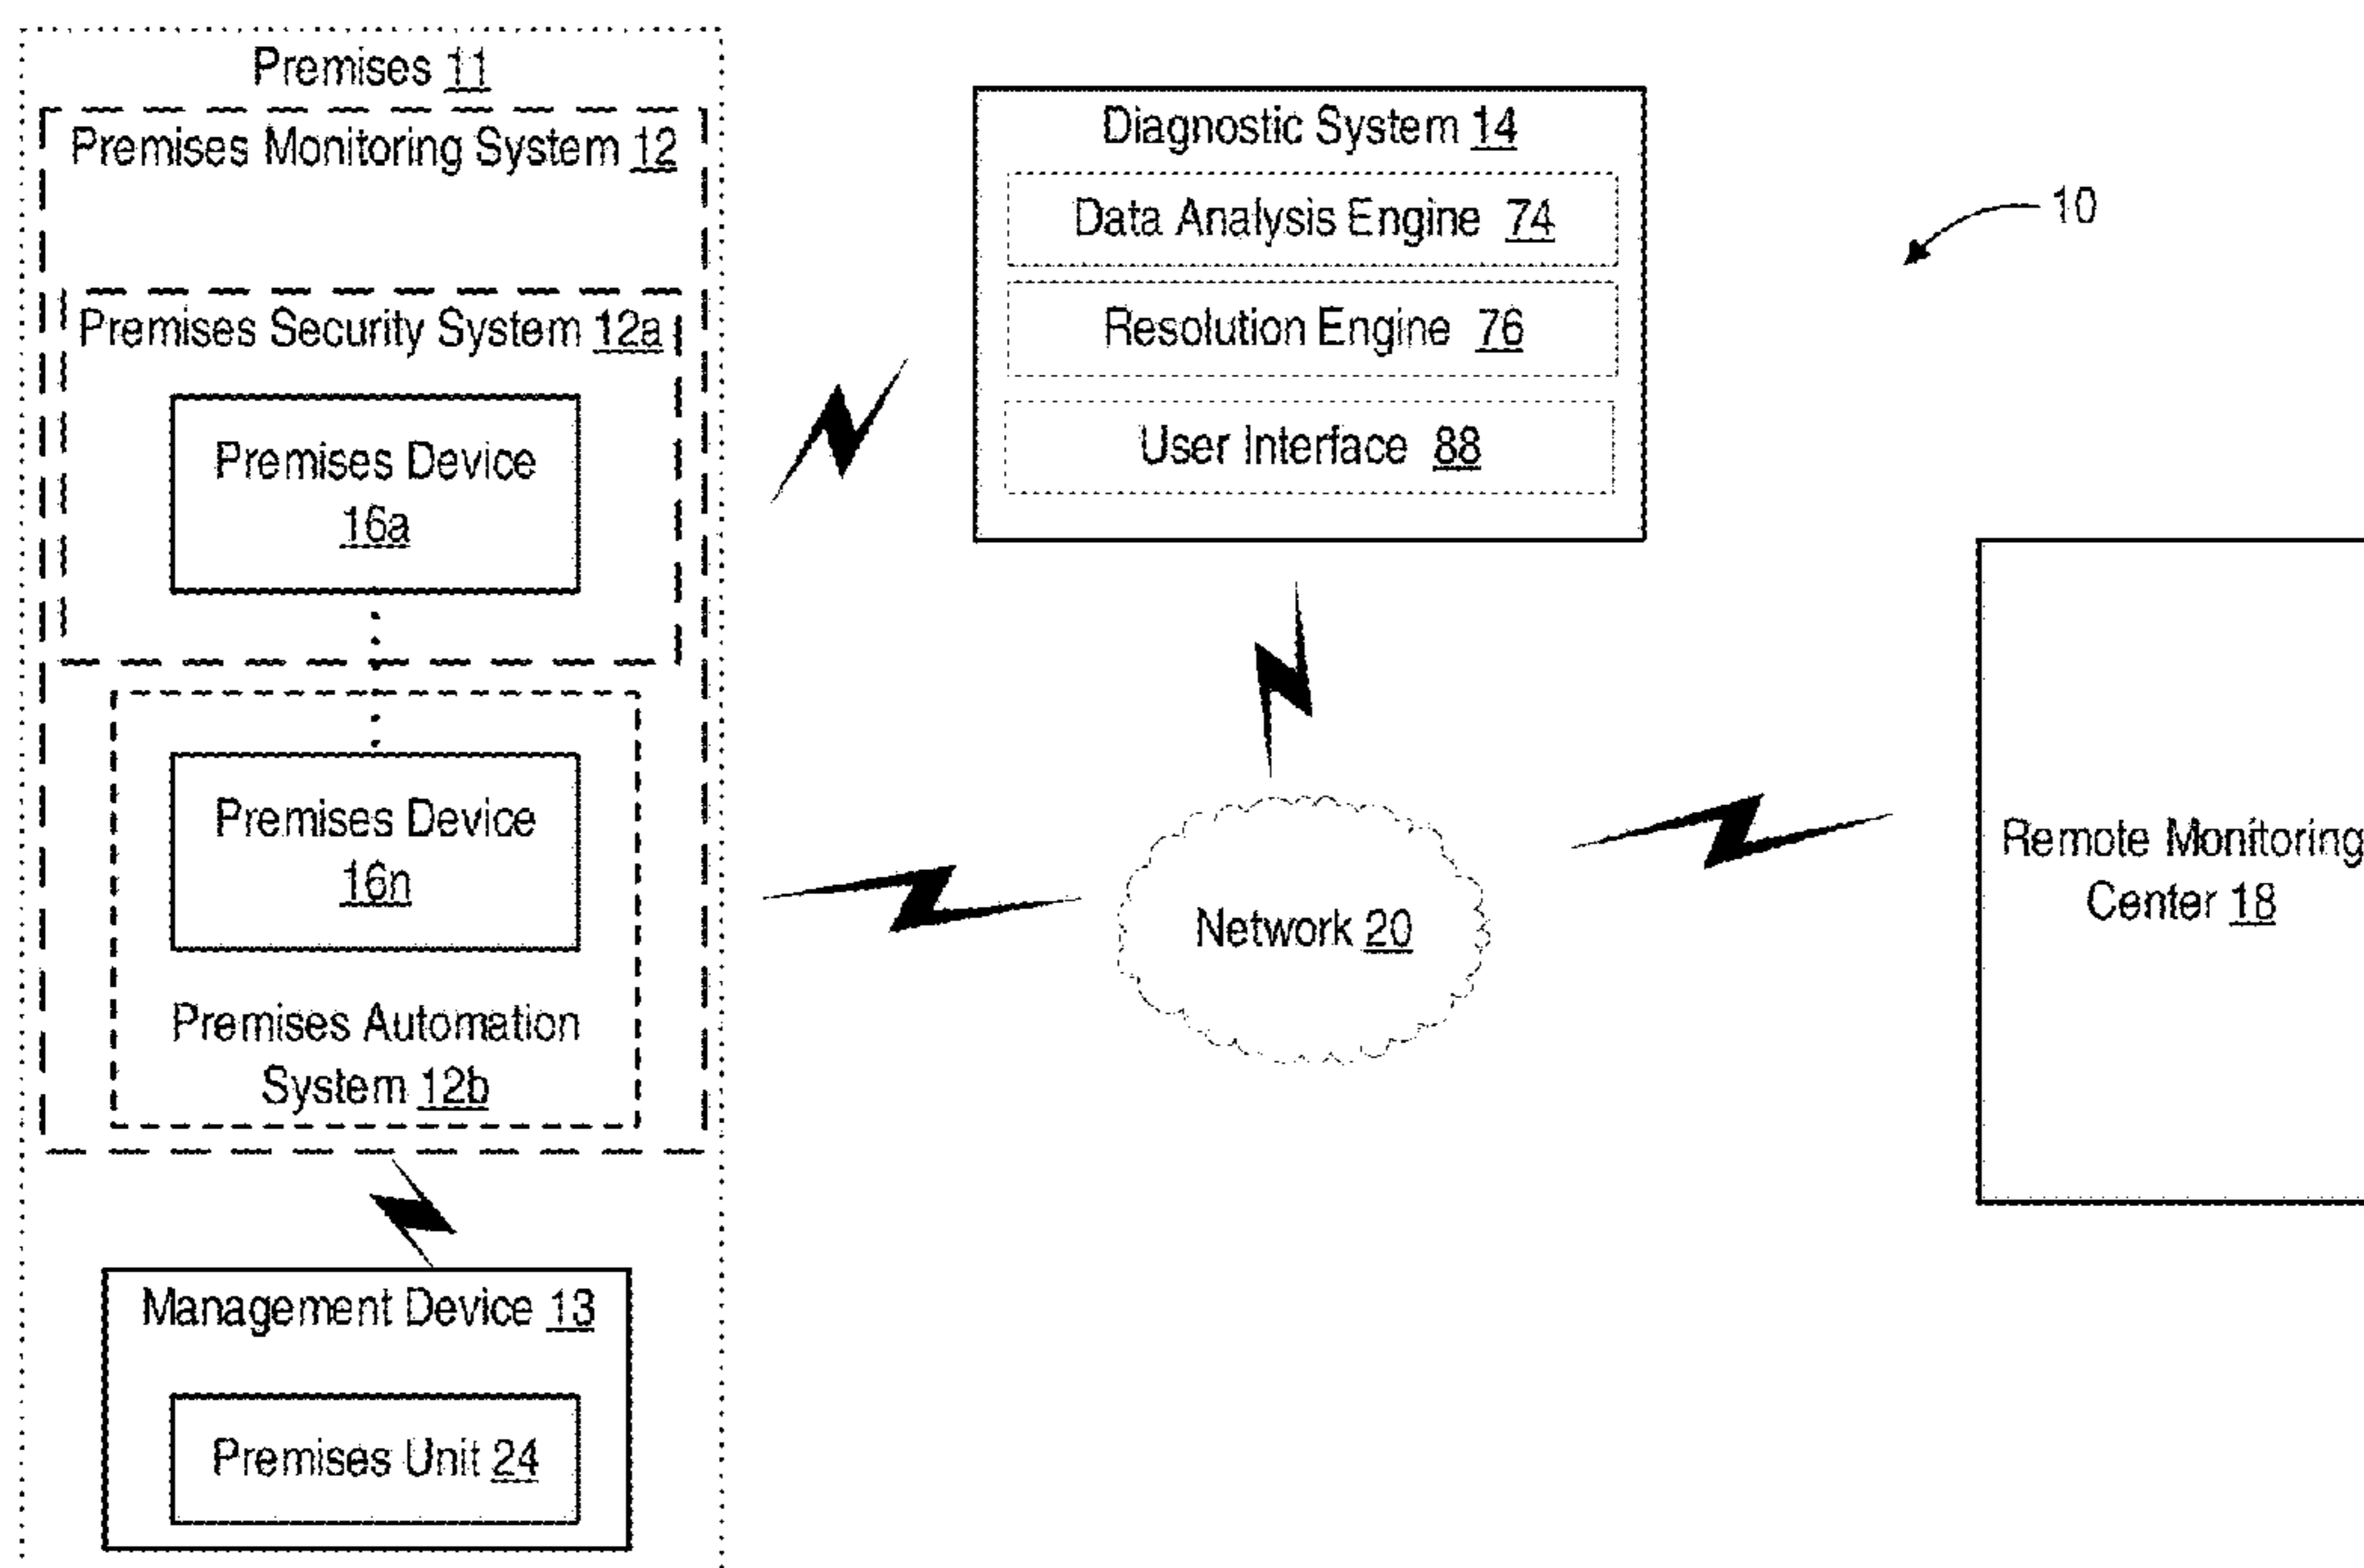 Premises 11
Premises Monitoring System 12
Premises Security System 12a
Premises Device
16a
Premises Device
16n
Premises Automation
System 12b
Management Device 13
Premises Unit 24
Diagnostic System 14
Data Analysis Engine 74
Resolution Engine 76
User Interface 88
Network 20
10
Remote Monitoring
Center 18